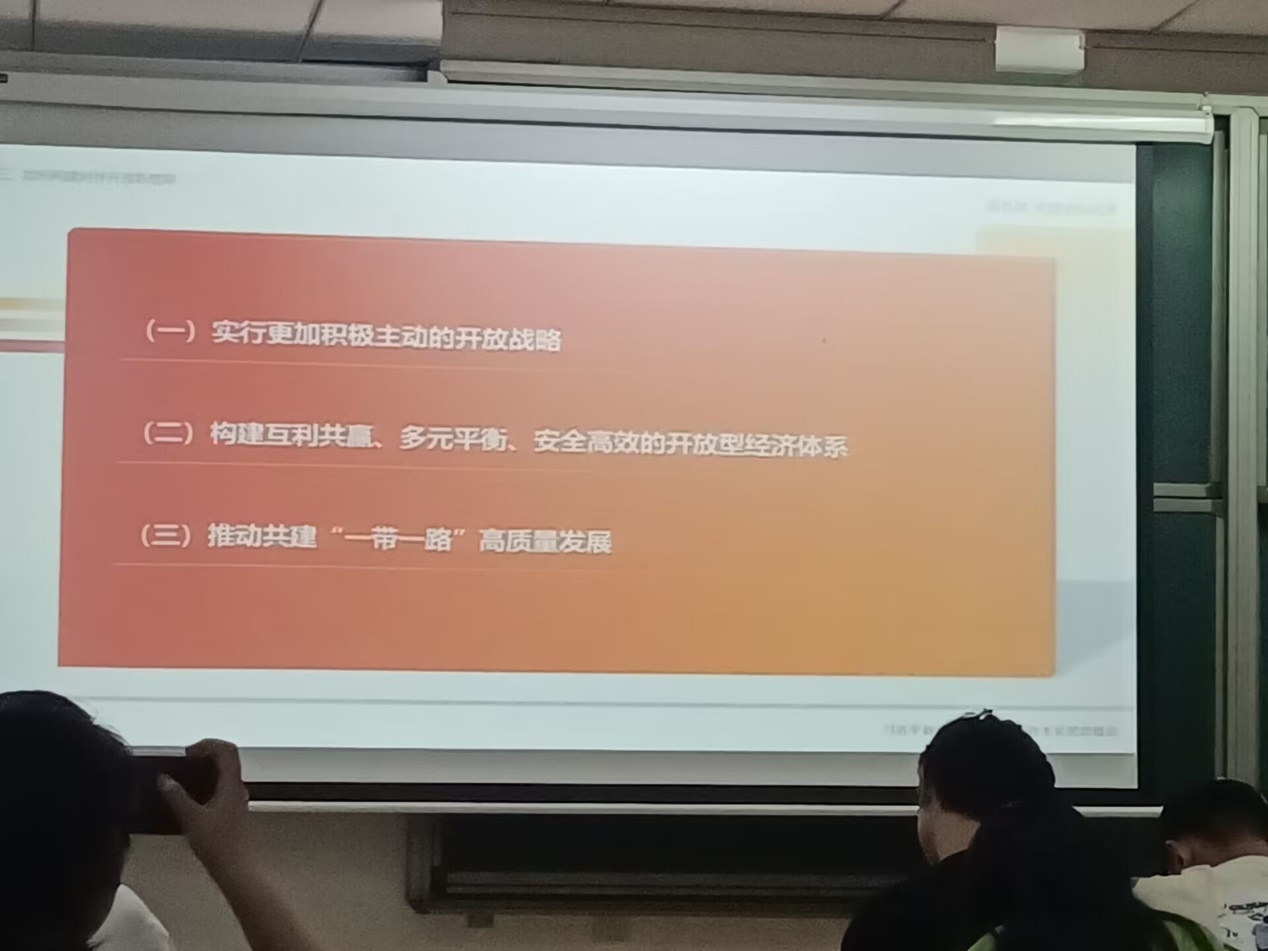 （一）实行更加积极主动的开放战略
（二）构建互利共赢、多元平衡、安全高效的开放型经济体系
（三）推动共建“一带一路”高质量发展